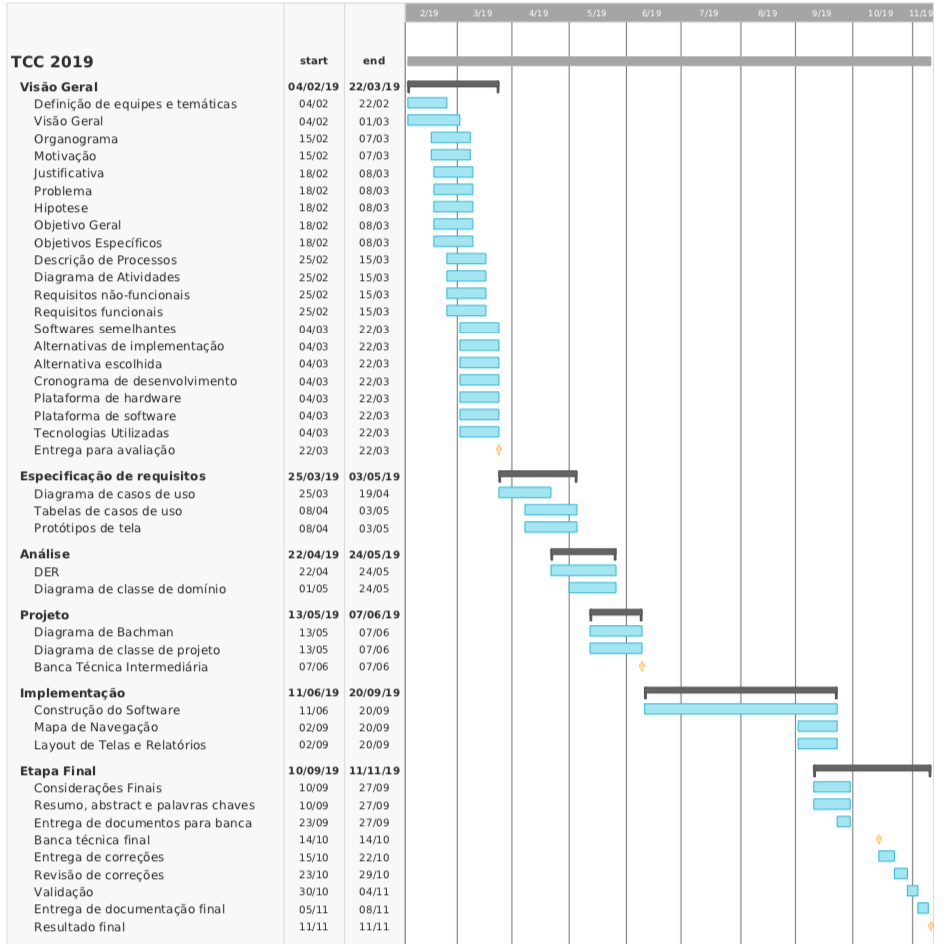 2/19 3/19 4/19 5/19 6/19 7/19 8/19 9/19 10/19 11/19
TCC 2019 start end
Visão Geral 04/02/19 22/03/19
Definição de equipes e temáticas 04/02 22/02
Visão Geral 04/02 01/03
Organograma 15/02 07/03
Motivação 15/02 07/03
Justificativa 18/02 08/03
Problema 18/02 08/03
Hipotese 18/02 08/03
Objetivo Geral 18/02 08/03
Objetivos Específicos 18/02 08/03
Descrição de Processos 25/02 15/03
Diagrama de Atividades 25/02 15/03
Requisitos não-funcionais 25/02 15/03
Requisitos funcionais 25/02 15/03
Softwares semelhantes 04/03 22/03
Alternativas de implementação 04/03 22/03
Alternativa escolhida 04/03 22/03
Cronograma de desenvolvimento 04/03 22/03
Plataforma de hardware 04/03 22/03
Plataforma de software 04/03 22/03
Tecnologias Utilizadas 04/03 22/03
Entrega para avaliação 22/03 22/03
Especificação de requisitos 25/03/19 03/05/19
Diagrama de casos de uso 25/03 19/04
Tabelas de casos de uso 08/04 03/05
Protótipos de tela 08/04 03/05
Análise 22/04/19 24/05/19
DER 22/04 24/05
Diagrama de classe de domínio 01/05 24/05
Projeto 13/05/19 07/06/19
Diagrama de Bachman 13/05 07/06
Diagrama de classe de projeto 13/05 07/06
Banca Técnica Intermediária 07/06 07/06
Implementação 11/06/19 20/09/19
Construção do Software 11/06 20/09
Mapa de Navegação 02/09 20/09
Layout de Telas e Relatórios 02/09 20/09
Etapa Final 10/09/19 11/11/19
Considerações Finais 10/09 27/09
Resumo, abstract e palavras chaves 10/09 27/09
Entrega de documentos para banca 23/09 27/09
Banca técnica final 14/10 14/10
Entrega de correções 15/10 22/10
Revisão de correções 23/10 29/10
Validação 30/10 04/11
Entrega de documentação final 05/11 08/11
Resultado final 11/11 11/11